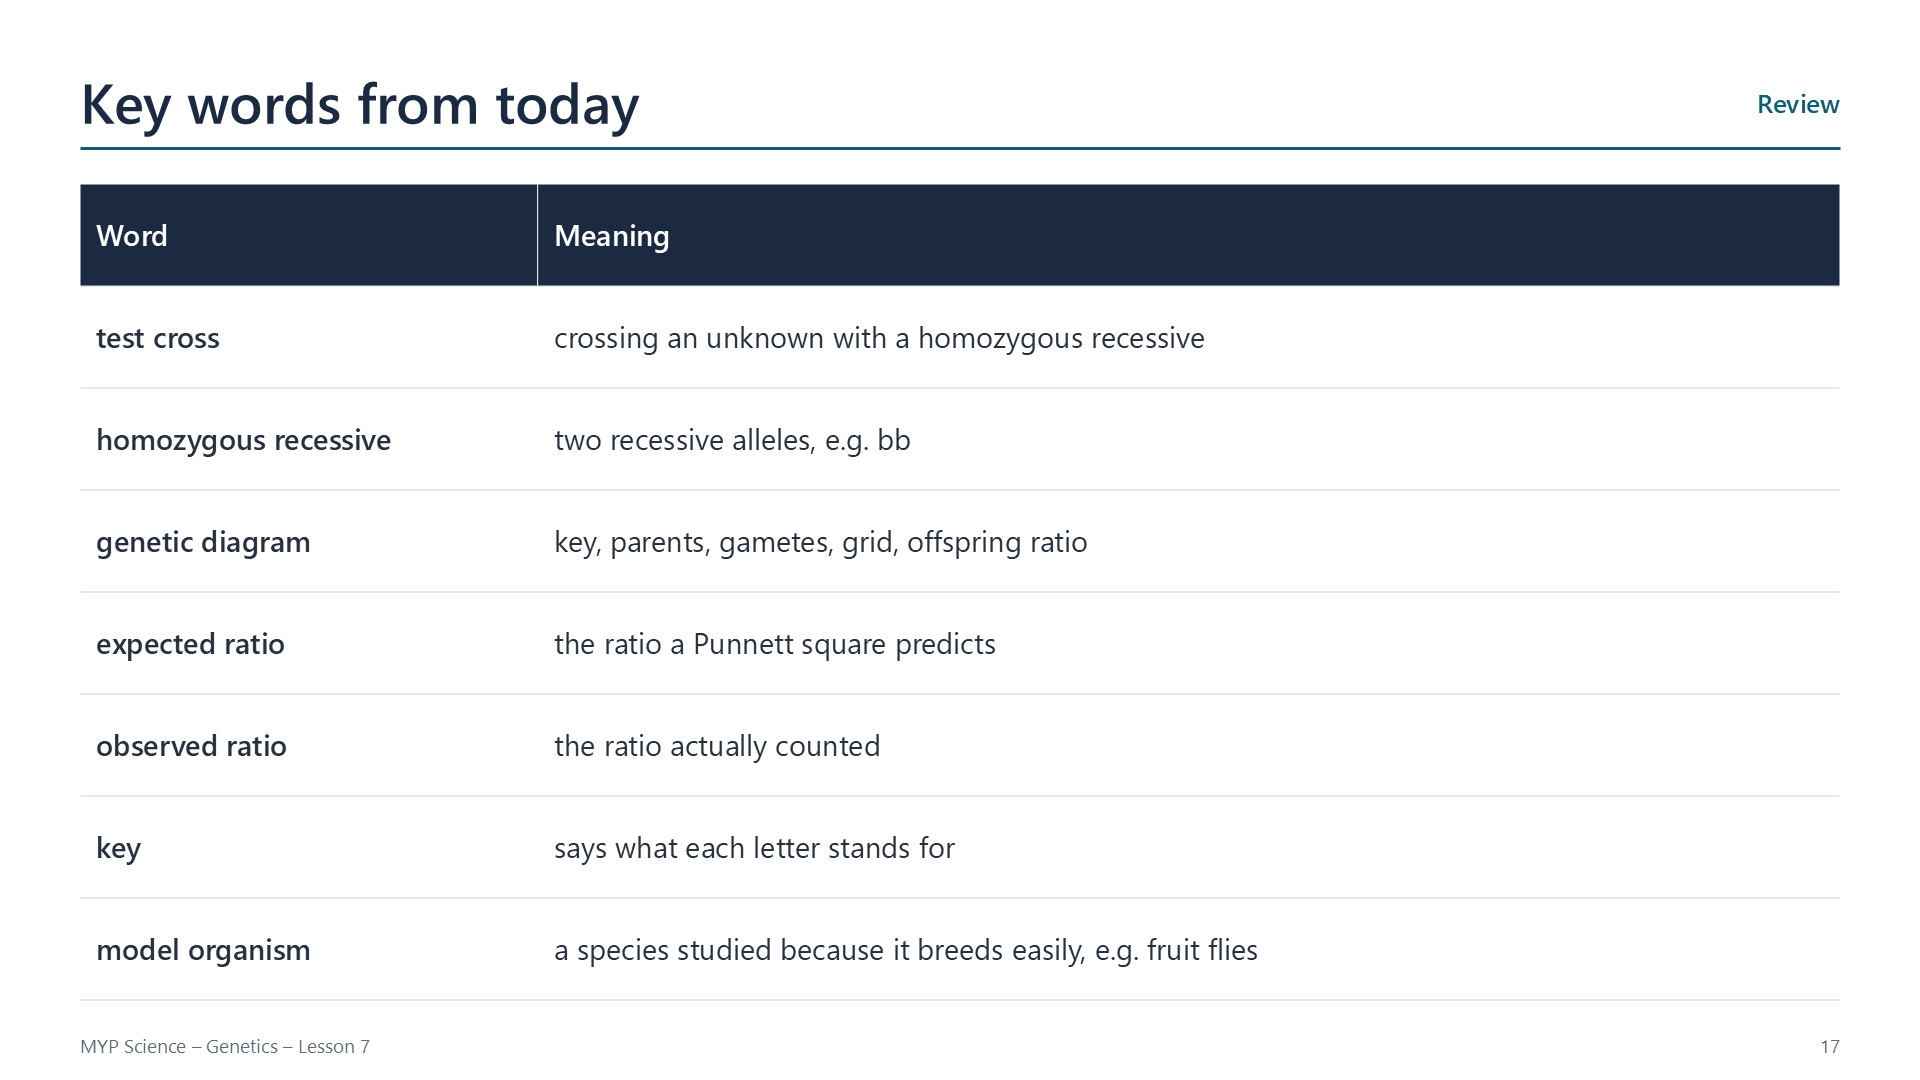 Key words from today
Review
Word
Meaning
test cross
crossing an unknown with a homozygous recessive
homozygous recessive
two recessive alleles, e.g. bb
genetic diagram
key, parents, gametes, grid, offspring ratio
expected ratio
the ratio a Punnett square predicts
observed ratio
the ratio actually counted
key
says what each letter stands for
model organism
a species studied because it breeds easily, e.g. fruit flies
MYP Science – Genetics – Lesson 7
17